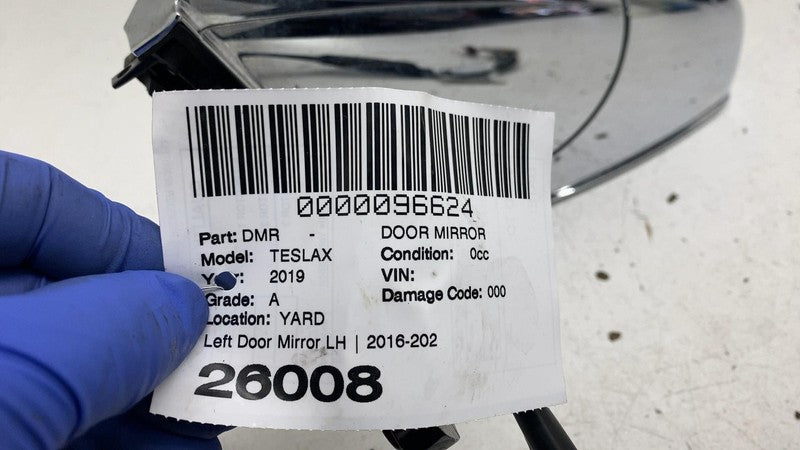 0000096624
Part: DMR - DOOR MIRROR
Model: TESLAX Condition: 0cc
2019 VIN:
Grade: A Damage Code: 000
Location: YARD
Left Door Mirror LH | 2016-202
26008